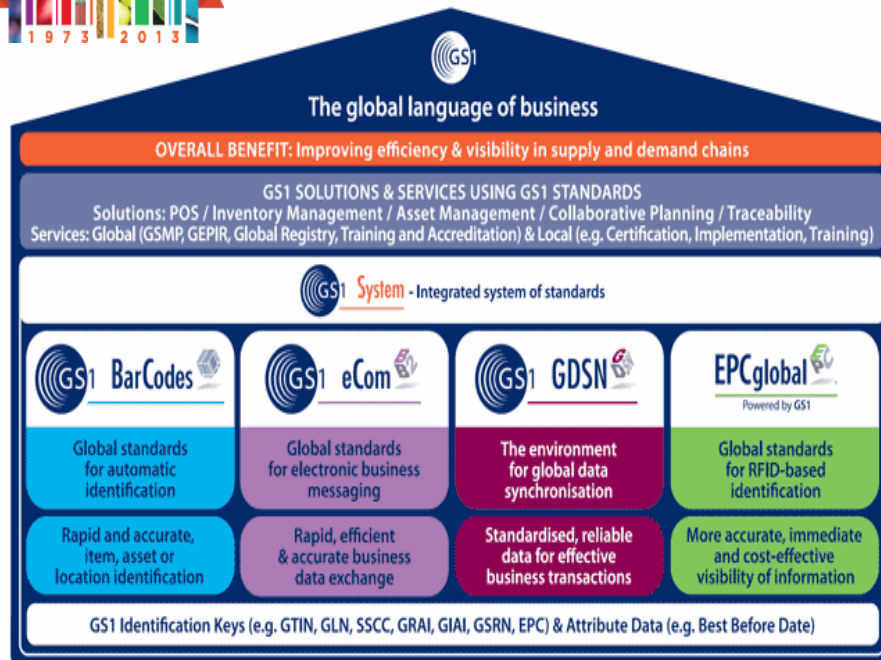 1973 2013
GS1
The global language of business
OVERALL BENEFIT: Improving efficiency & visibility in supply and demand chains
GS1 SOLUTIONS & SERVICES USING GS1 STANDARDS
Solutions: POS / Inventory Management / Asset Management / Collaborative Planning / Traceability
Services: Global (GSMP, GEPIR, Global Registry, Training and Accreditation) & Local (e.g. Certification, Implementation, Training)
GS1 System - Integrated system of standards
GS1 BarCodes
Global standards
for automatic
identification
Rapid and accurate,
item, asset or
location identification
GS1 eCom
Global standards
for electronic business
messaging
Rapid, efficient
& accurate business
data exchange
GS1 GDSN
The environment
for global data
synchronisation
Standardised, reliable
data for effective
business transactions
EPCglobal
Powered by GS1
Global standards
for RFID-based
identification
More accurate, immediate
and cost-effective
visibility of information
GS1 Identification Keys (e.g. GTIN, GLN, SSCC, GRAI, GIAI, GSRN, EPC) & Attribute Data (e.g. Best Before Date)